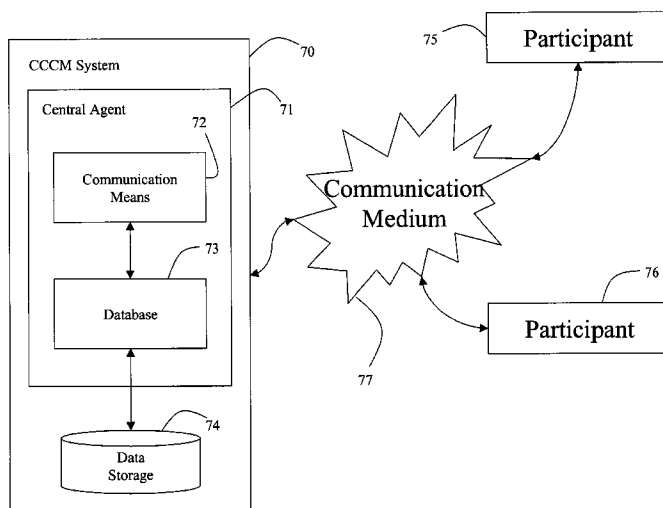 CCCM System
70
Central Agent
71
72
Communication
Means
73
Database
74
Data
Storage
75
Participant
Communication
Medium
76
Participant
77